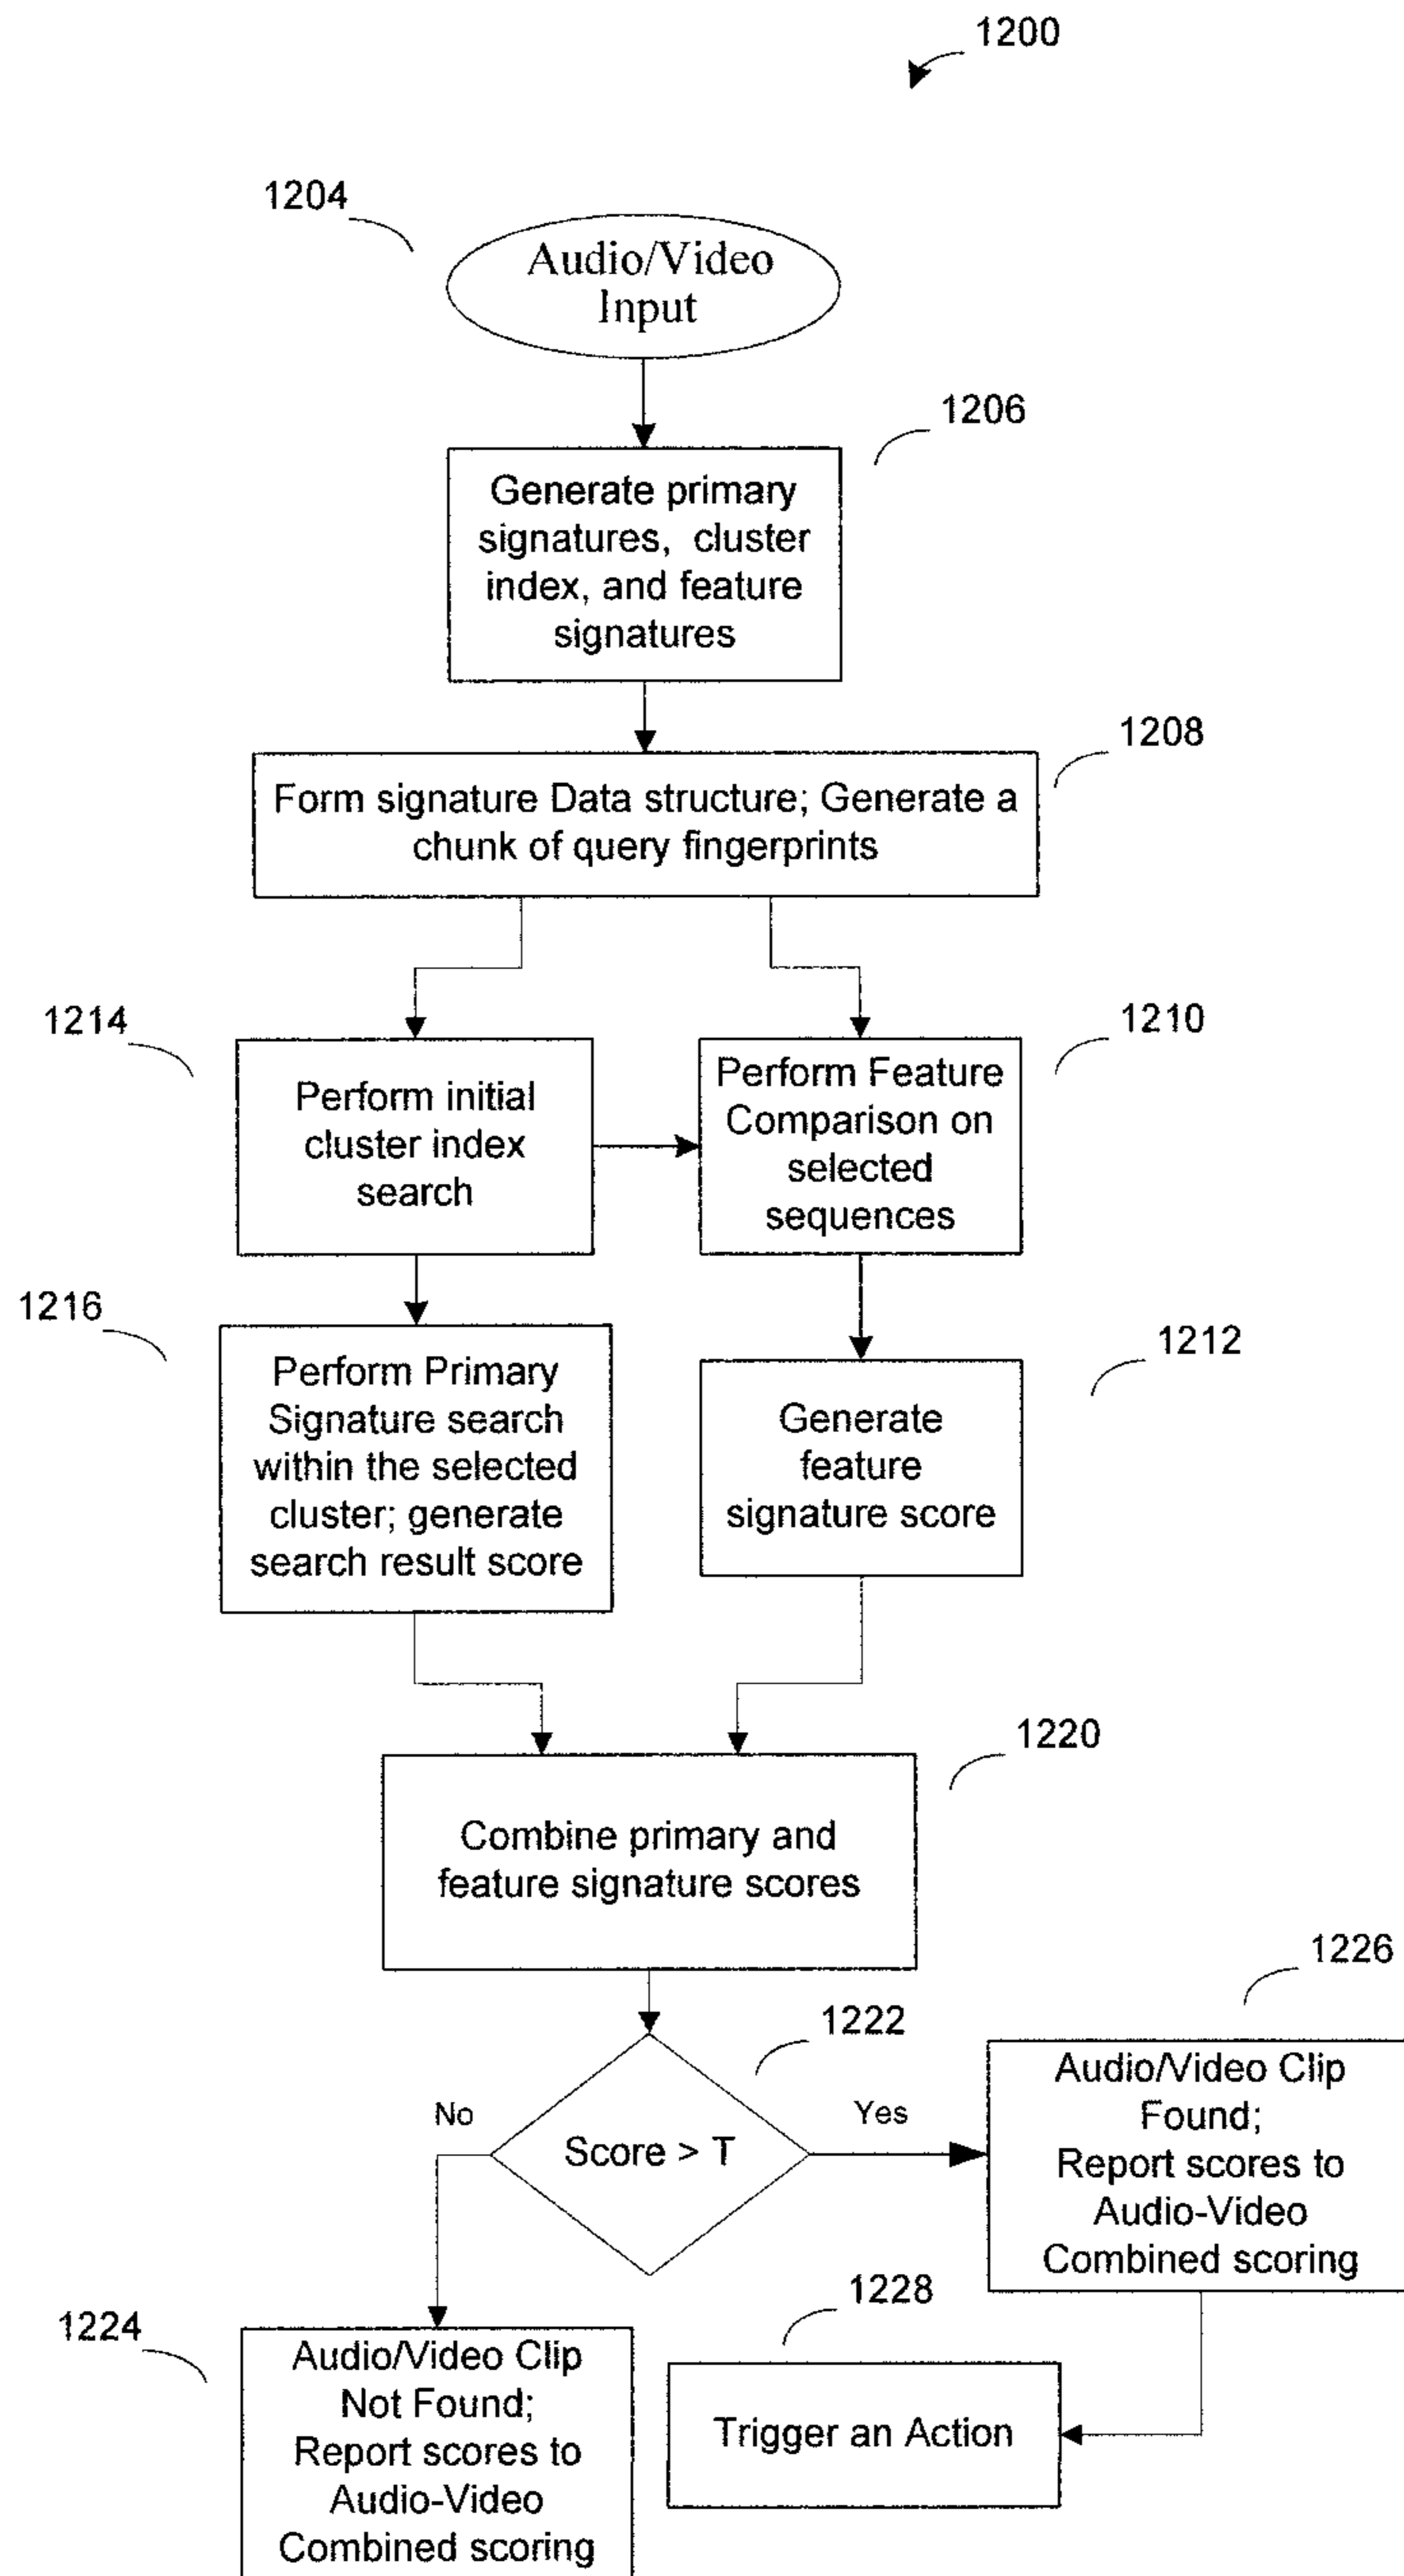 1200
1204
Audio/Video
Input
1206
Generate primary
signatures, cluster
index, and feature
signatures
1208
Form signature Data structure; Generate a
chunk of query fingerprints
1214
Perform initial
cluster index
search
1210
Perform Feature
Comparison on
selected
sequences
1216
Perform Primary
Signature search
within the selected
cluster; generate
search result score
1212
Generate
feature
signature score
1220
Combine primary and
feature signature scores
1222
No
Score > T
Yes
1226
Audio/Video Clip
Found;
Report scores to
Audio-Video
Combined scoring
1224
Audio/Video Clip
Not Found;
Report scores to
Audio-Video
Combined scoring
1228
Trigger an Action